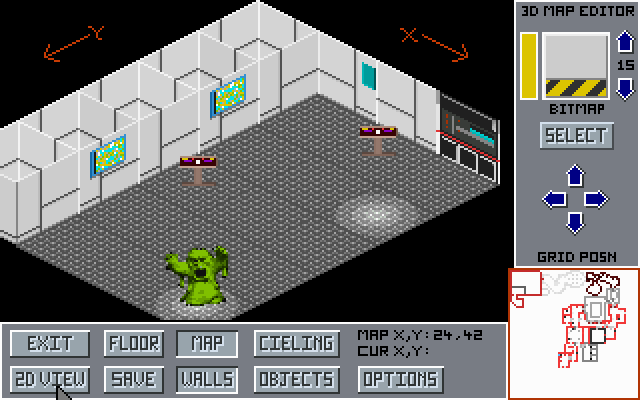 3D MAP EDITOR
Y
X
15
BITMAP
SELECT
GRID POSN
EXIT
FLOOR
MAP
CIELING
MAP X,Y: 24,42
CUR X,Y:
2D VIEW
SAVE
WALLS
OBJECTS
OPTIONS